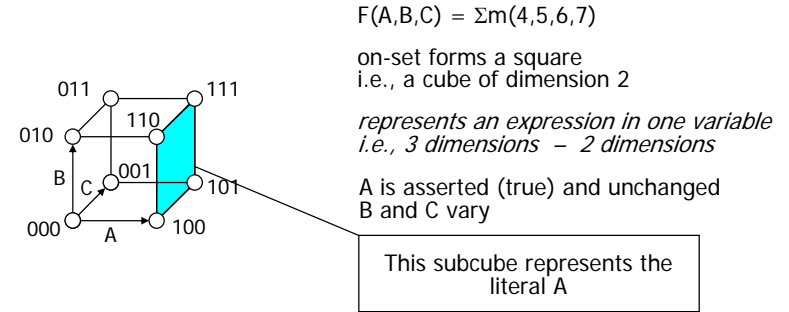 F(A,B,C) = Σm(4,5,6,7)
on-set forms a square
i.e., a cube of dimension 2
represents an expression in one variable
i.e., 3 dimensions – 2 dimensions
A is asserted (true) and unchanged
B and C vary
This subcube represents the
literal A
011
111
110
010
001
101
B
C
000
100
A